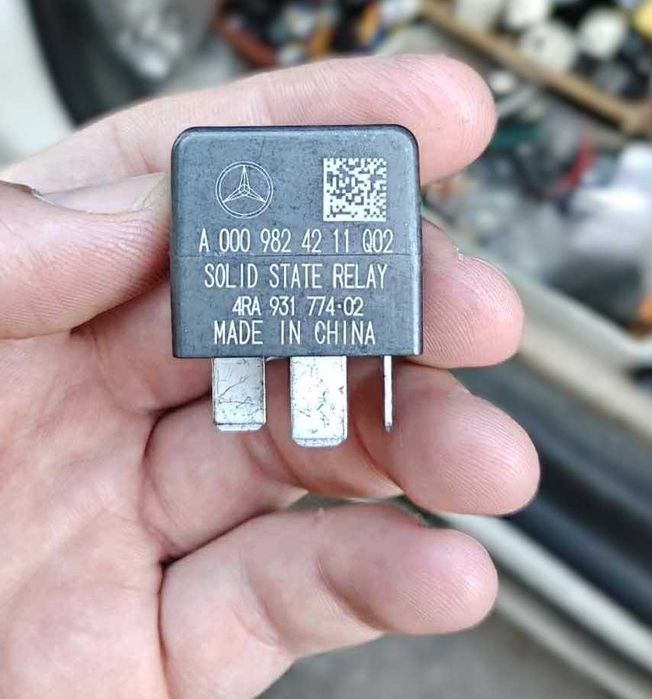 A 000 982 42 11 Q02
SOLID STATE RELAY
4RA 931 774-02
MADE IN CHINA